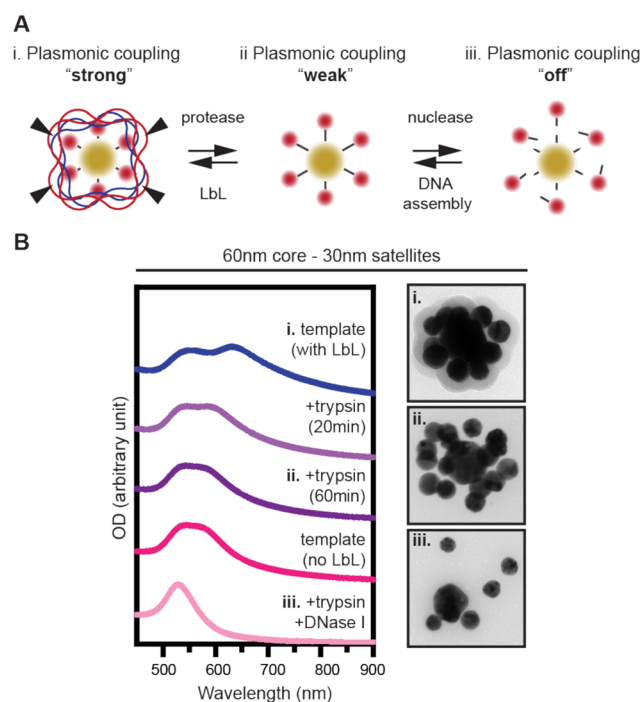 A
i. Plasmonic coupling
“strong”
ii Plasmonic coupling
“weak”
iii. Plasmonic coupling
“off”
protease
LbL
nuclease
DNA
assembly
B
60nm core - 30nm satellites
OD (arbitrary unit)
i. template
(with LbL)
+trypsin
(20min)
ii. +trypsin
(60min)
template
(no LbL)
iii. +trypsin
+DNase I
500 600 700 800 900
Wavelength (nm)
i.
ii.
iii.